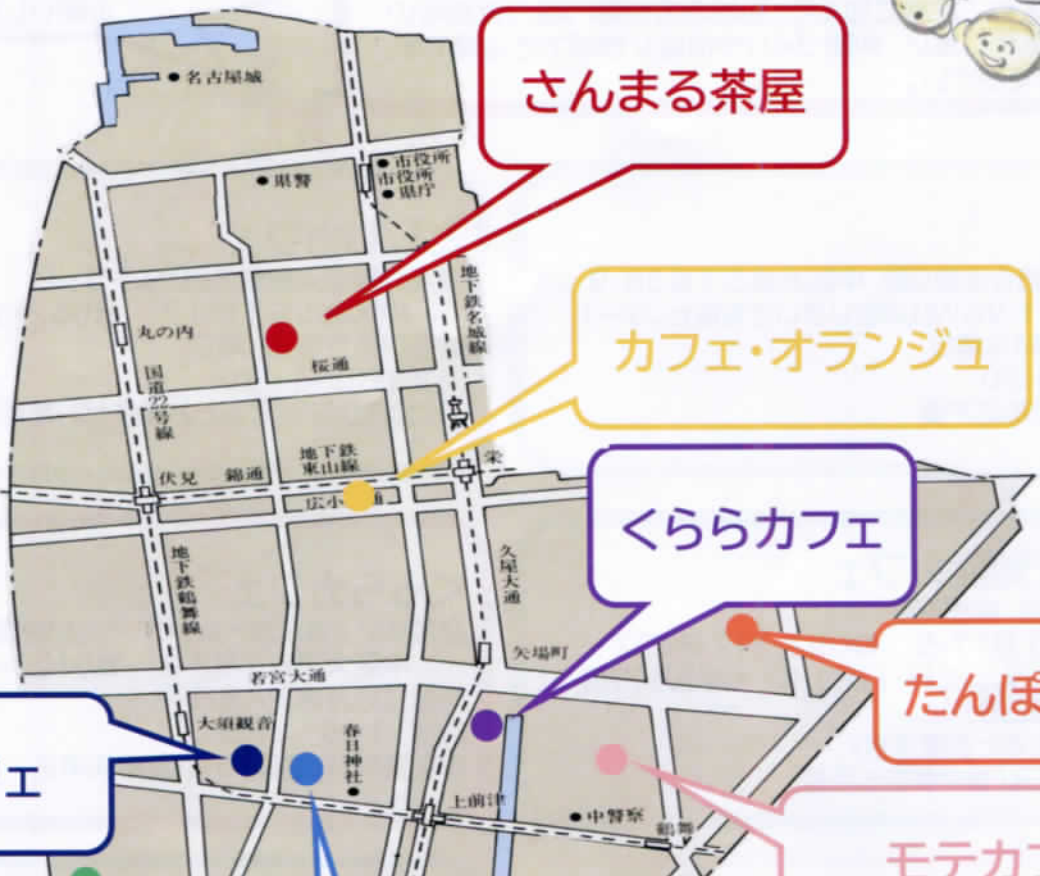 名古屋城
さんまる茶屋
市役所
県警
市役所
県庁
地下鉄名城線
丸の内
カフェ・オランジュ
桜通
国道22号線
地下鉄
東山線
栄
伏見
錦通
広小
通
くららカフェ
地下鉄鶴舞線
久屋大通
矢場町
若宮大通
たんぽ
大須観音
春日神社
ェ
上前津
中警察
鶴舞
モテカフ